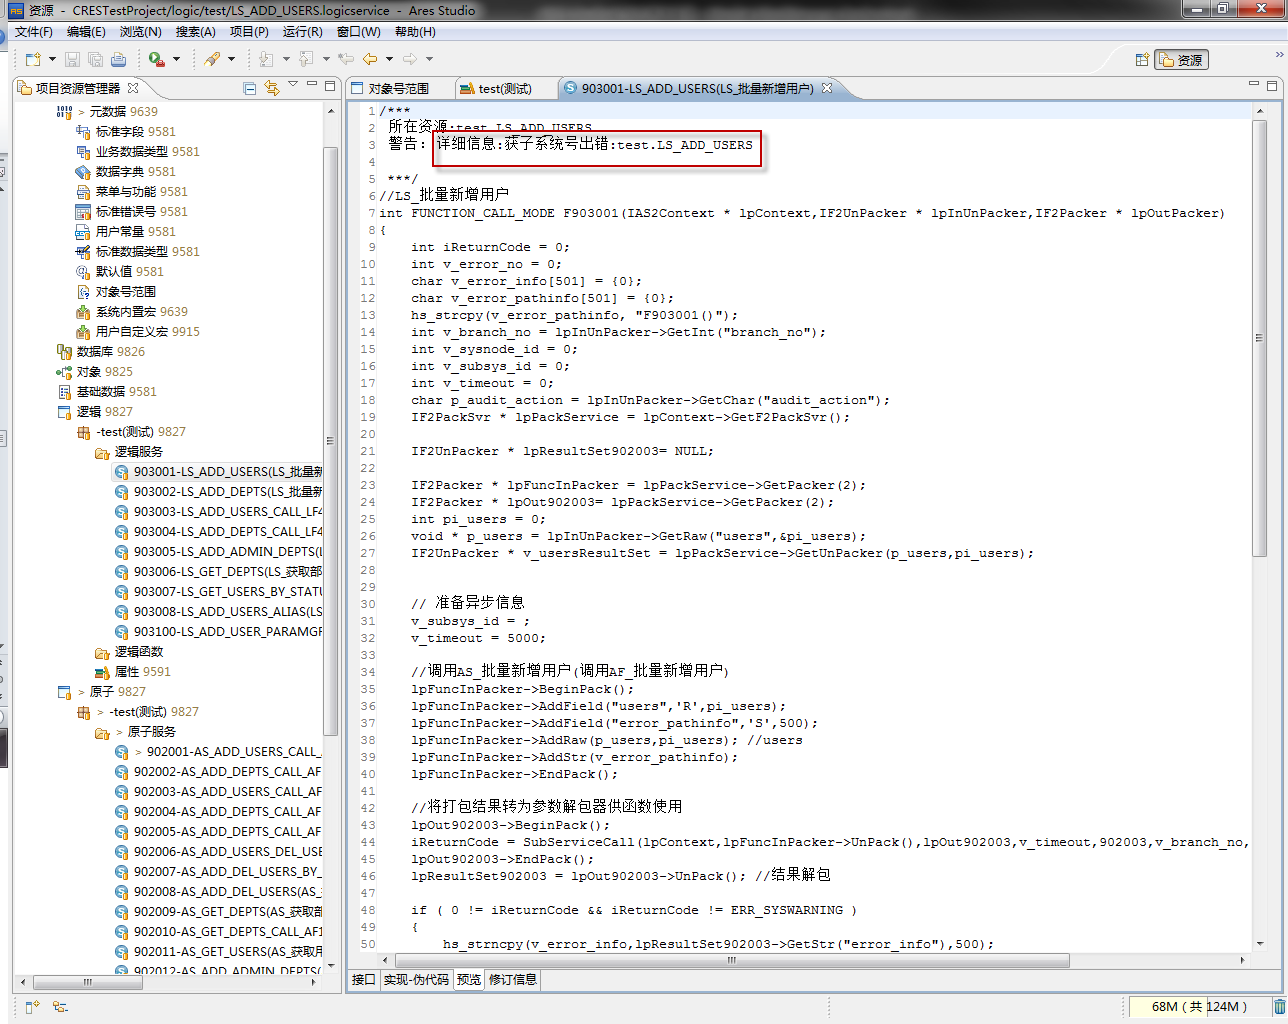 资源 - CRESTestProject/logic/test/LS_ADD_USERS.logicservice - Ares Studio
文件(F) 编辑(E) 浏览(N) 搜索(A) 项目(P) 运行(R) 窗口(W) 帮助(H)
资源
项目资源管理器
> 元数据 9639
标准字段 9581
业务数据类型 9581
数据字典 9581
菜单与功能 9581
标准错误号 9581
用户常量 9581
标准数据类型 9581
默认值 9581
对象号范围
系统内置宏 9639
用户自定义宏 9915
数据库 9826
对象 9825
基础数据 9581
逻辑 9827
-test(测试) 9827
逻辑服务
903001-LS_ADD_USERS(LS_批量新
903002-LS_ADD_DEPTS(LS_批量新
903003-LS_ADD_USERS_CALL_LF4
903004-LS_ADD_DEPTS_CALL_LF4
903005-LS_ADD_ADMIN_DEPTS(L
903006-LS_GET_DEPTS(LS_获取部
903007-LS_GET_USERS_BY_STATU
903008-LS_ADD_USERS_ALIAS(LS
903100-LS_ADD_USER_PARAMGF
逻辑函数
属性 9591
> 原子 9827
> -test(测试) 9827
> 原子服务
> 902001-AS_ADD_USERS_CALL_
902002-AS_ADD_DEPTS_CALL_AF
902003-AS_ADD_USERS_CALL_AF
902004-AS_ADD_DEPTS_CALL_AF
902005-AS_ADD_DEPTS_CALL_AF
902006-AS_ADD_USERS_DEL_USE
902007-AS_ADD_DEL_USERS_BY_
902008-AS_ADD_DEL_USERS(AS_
902009-AS_GET_DEPTS(AS_获取部
902010-AS_GET_DEPTS_CALL_AF1
902011-AS_GET_USERS(AS_获取用
902012-AS_ADD_ADMIN_DEPTS(
对象号范围 test(测试) 903001-LS_ADD_USERS(LS_批量新增用户)
1 /***
2 所在资源:test.LS_ADD_USERS
3 警告: 详细信息:获子系统号出错:test.LS_ADD_USERS
4
5 ***/
6 //LS_批量新增用户
7 int FUNCTION_CALL_MODE F903001(IAS2Context * lpContext,IF2UnPacker * lpInUnPacker,IF2Packer * lpOutPacker)
8 {
9 int iReturnCode = 0;
10 int v_error_no = 0;
11 char v_error_info[501] = {0};
12 char v_error_pathinfo[501] = {0};
13 hs_strcpy(v_error_pathinfo, "F903001()");
14 int v_branch_no = lpInUnPacker->GetInt("branch_no");
15 int v_sysnode_id = 0;
16 int v_subsys_id = 0;
17 int v_timeout = 0;
18 char p_audit_action = lpInUnPacker->GetChar("audit_action");
19 IF2PackSvr * lpPackService = lpContext->GetF2PackSvr();
20
21 IF2UnPacker * lpResultSet902003= NULL;
22
23 IF2Packer * lpFuncInPacker = lpPackService->GetPacker(2);
24 IF2Packer * lpOut902003= lpPackService->GetPacker(2);
25 int pi_users = 0;
26 void * p_users = lpInUnPacker->GetRaw("users",&pi_users);
27 IF2UnPacker * v_usersResultSet = lpPackService->GetUnPacker(p_users,pi_users);
28
29
30 // 准备异步信息
31 v_subsys_id = ;
32 v_timeout = 5000;
33
34 //调用AS_批量新增用户(调用AF_批量新增用户)
35 lpFuncInPacker->BeginPack();
36 lpFuncInPacker->AddField("users",'R',pi_users);
37 lpFuncInPacker->AddField("error_pathinfo",'S',500);
38 lpFuncInPacker->AddRaw(p_users,pi_users); //users
39 lpFuncInPacker->AddStr(v_error_pathinfo);
40 lpFuncInPacker->EndPack();
41
42 //将打包结果转为参数解包器供函数使用
43 lpOut902003->BeginPack();
44 iReturnCode = SubServiceCall(lpContext,lpFuncInPacker->UnPack(),lpOut902003,v_timeout,902003,v_branch_no,
45 lpOut902003->EndPack();
46 lpResultSet902003 = lpOut902003->UnPack(); //结果解包
47
48 if ( 0 != iReturnCode && iReturnCode != ERR_SYSWARNING )
49 {
50 hs_strncpy(v_error_info,lpResultSet902003->GetStr("error_info"),500);
接口 实现-伪代码 预览 修订信息
68M ( 共 124M )